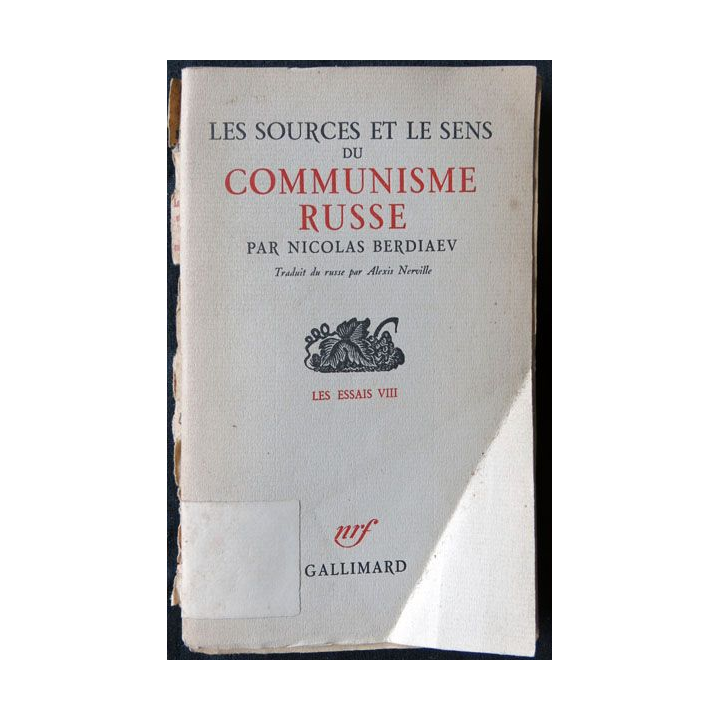 LES SOURCES ET LE SENS
DU
COMMUNISME
RUSSE
PAR NICOLAS BERDIAEV
Traduit du russe par Alexis Nerville
LES ESSAIS VIII
nrf
GALLIMARD